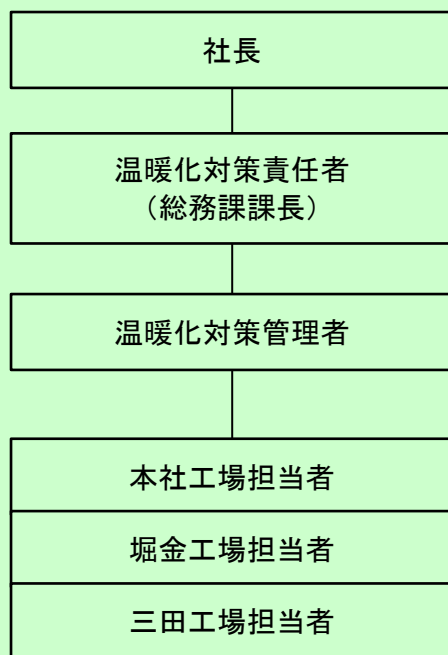 社長
温暖化対策責任者
（総務課課長）
温暖化対策管理者
本社工場担当者
堀金工場担当者
三田工場担当者